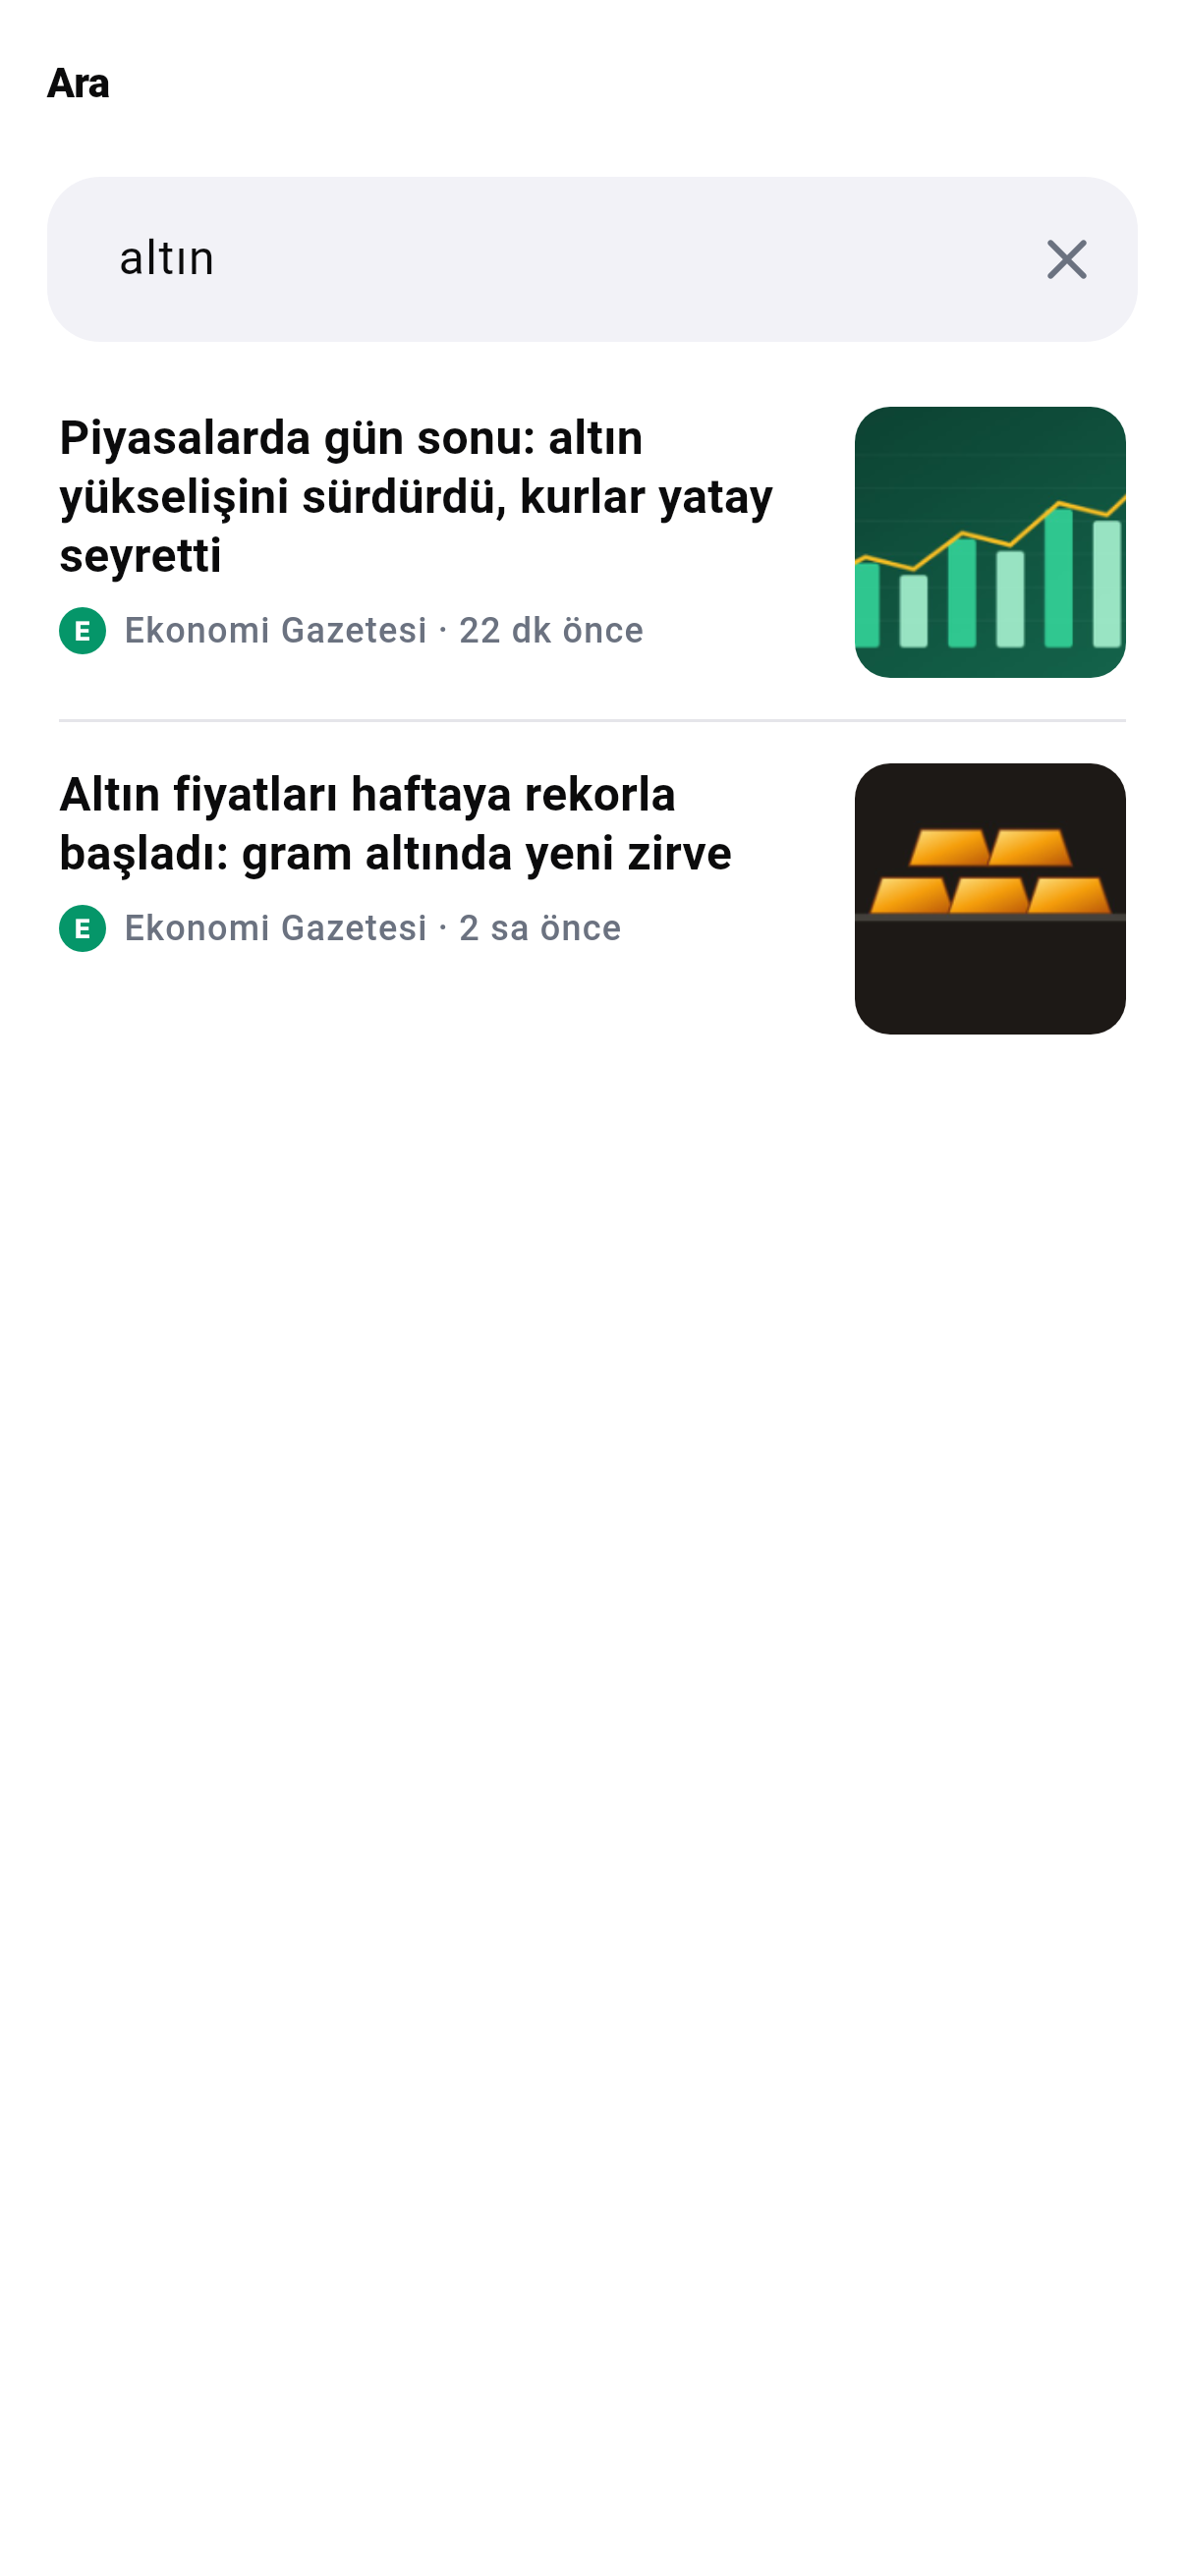 Ara
altın
Piyasalarda gün sonu: altın
yükselişini sürdürdü, kurlar yatay
seyretti
E Ekonomi Gazetesi · 22 dk önce
Altın fiyatları haftaya rekorla
başladı: gram altında yeni zirve
E Ekonomi Gazetesi · 2 sa önce